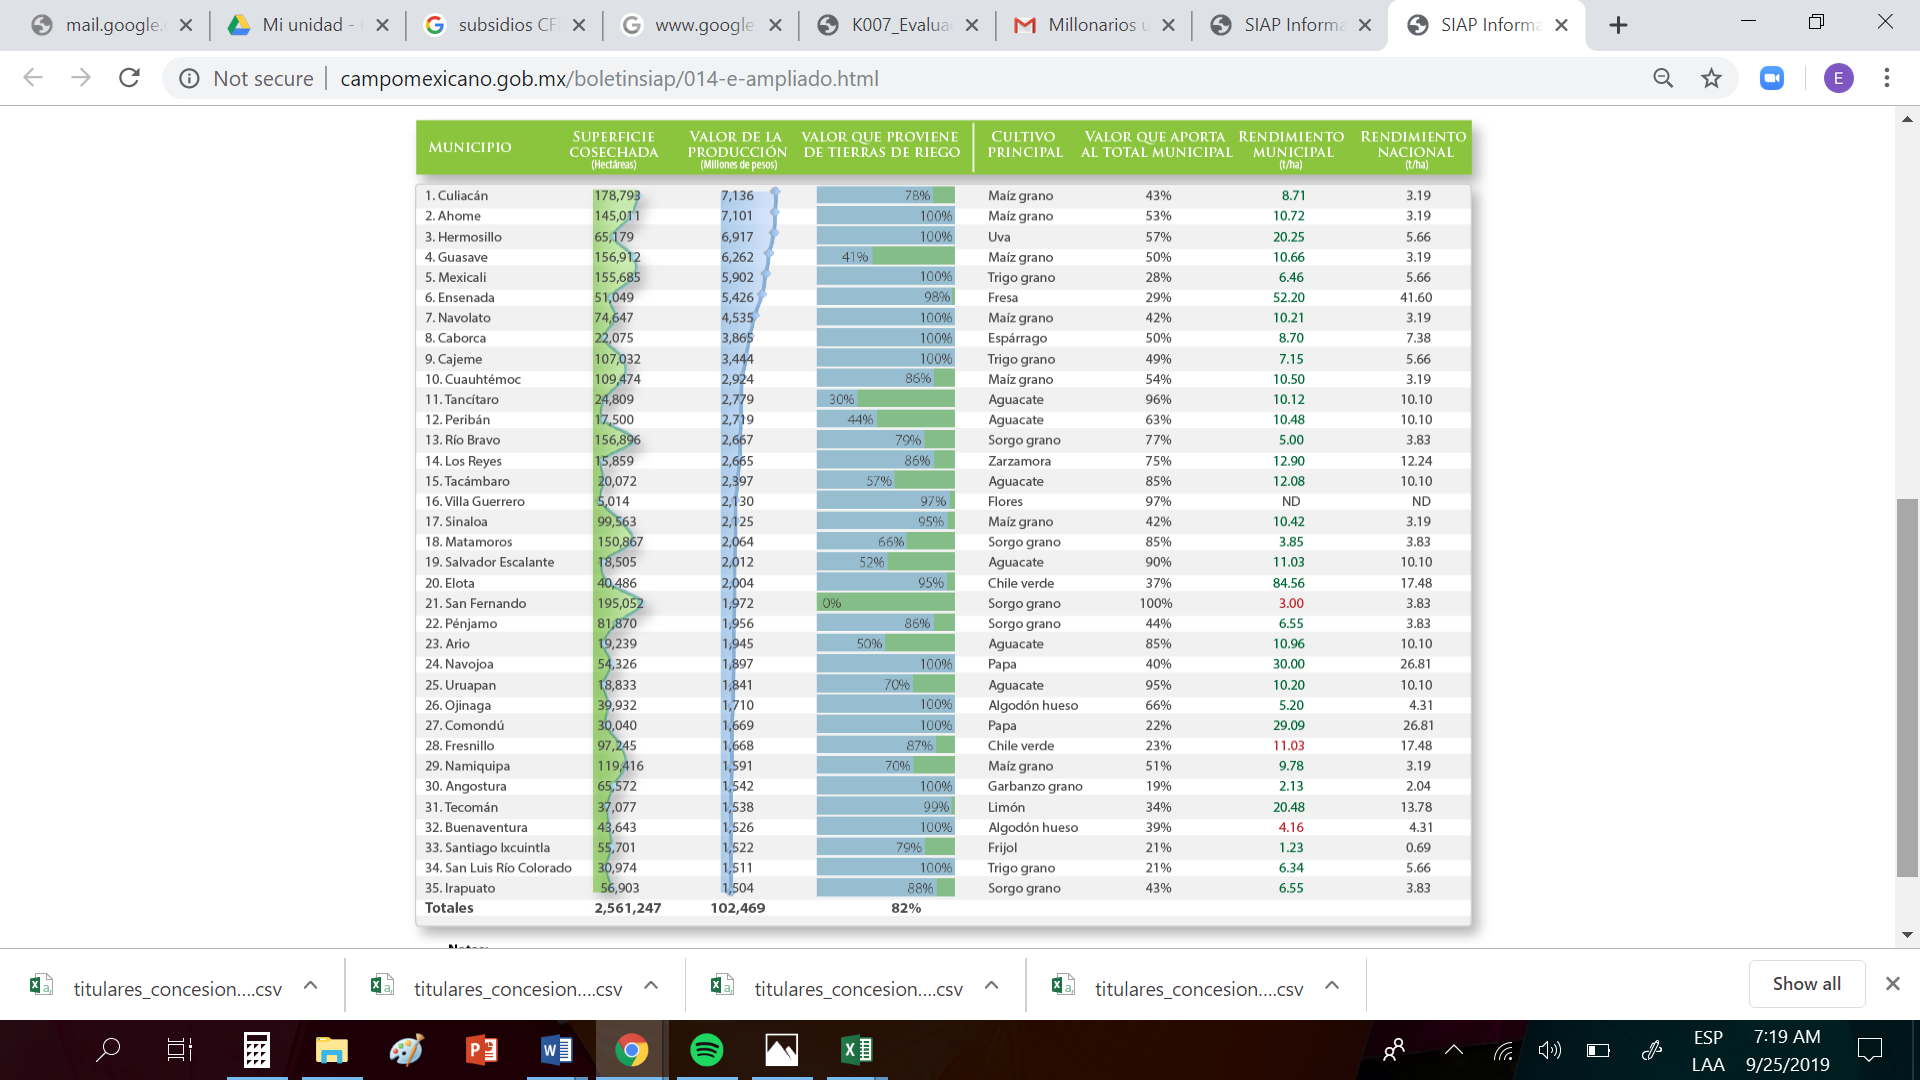 mail.google.
Mi unidad -
subsidios CF
www.google
K007_Evalua
Millonarios u
SIAP Informa
SIAP Informa
Not secure | campomexicano.gob.mx/boletinsiap/014-e-ampliado.html
E
MUNICIPIO SUPERFICIE COSECHADA (Hectáreas) VALOR DE LA PRODUCCIÓN (Millones de pesos) VALOR QUE PROVIENE DE TIERRAS DE RIEGO CULTIVO PRINCIPAL VALOR QUE APORTA AL TOTAL MUNICIPAL RENDIMIENTO MUNICIPAL (t/ha) RENDIMIENTO NACIONAL (t/ha)
1. Culiacán 178,793 7,136 78% Maíz grano 43% 8.71 3.19
2. Ahome 145,011 7,101 100% Maíz grano 53% 10.72 3.19
3. Hermosillo 65,179 6,917 100% Uva 57% 20.25 5.66
4. Guasave 156,912 6,262 41% Maíz grano 50% 10.66 3.19
5. Mexicali 155,685 5,902 100% Trigo grano 28% 6.46 5.66
6. Ensenada 51,049 5,426 98% Fresa 29% 52.20 41.60
7. Navolato 74,647 4,535 100% Maíz grano 42% 10.21 3.19
8. Caborca 22,075 3,865 100% Espárrago 50% 8.70 7.38
9. Cajeme 107,032 3,444 100% Trigo grano 49% 7.15 5.66
10. Cuauhtémoc 109,474 2,924 86% Maíz grano 54% 10.50 3.19
11. Tancítaro 24,809 2,779 30% Aguacate 96% 10.12 10.10
12. Peribán 17,500 2,719 44% Aguacate 63% 10.48 10.10
13. Río Bravo 156,896 2,667 79% Sorgo grano 77% 5.00 3.83
14. Los Reyes 15,859 2,665 86% Zarzamora 75% 12.90 12.24
15. Tacámbaro 20,072 2,397 57% Aguacate 85% 12.08 10.10
16. Villa Guerrero 5,014 2,130 97% Flores 97% ND ND
17. Sinaloa 99,563 2,125 95% Maíz grano 42% 10.42 3.19
18. Matamoros 150,867 2,064 66% Sorgo grano 85% 3.85 3.83
19. Salvador Escalante 18,505 2,012 52% Aguacate 90% 11.03 10.10
20. Elota 40,486 2,004 95% Chile verde 37% 84.56 17.48
21. San Fernando 195,052 1,972 0% Sorgo grano 100% 3.00 3.83
22. Pénjamo 81,870 1,956 86% Sorgo grano 44% 6.55 3.83
23. Ario 19,239 1,945 50% Aguacate 85% 10.96 10.10
24. Navojoa 54,326 1,897 100% Papa 40% 30.00 26.81
25. Uruapan 18,833 1,841 70% Aguacate 95% 10.20 10.10
26. Ojinaga 39,932 1,710 100% Algodón hueso 66% 5.20 4.31
27. Comondú 30,040 1,669 100% Papa 22% 29.09 26.81
28. Fresnillo 97,245 1,668 87% Chile verde 23% 11.03 17.48
29. Namiquipa 119,416 1,591 70% Maíz grano 51% 9.78 3.19
30. Angostura 65,572 1,542 100% Garbanzo grano 19% 2.13 2.04
31. Tecomán 37,077 1,538 99% Limón 34% 20.48 13.78
32. Buenaventura 43,643 1,526 100% Algodón hueso 39% 4.16 4.31
33. Santiago Ixcuintla 55,701 1,522 79% Frijol 21% 1.23 0.69
34. San Luis Río Colorado 30,974 1,511 100% Trigo grano 21% 6.34 5.66
35. Irapuato 56,903 1,504 88% Sorgo grano 43% 6.55 3.83
Totales 2,561,247 102,469 82%
titulares_concesion....csv
titulares_concesion....csv
titulares_concesion....csv
titulares_concesion....csv
Show all
ESP
LAA
7:19 AM
9/25/2019